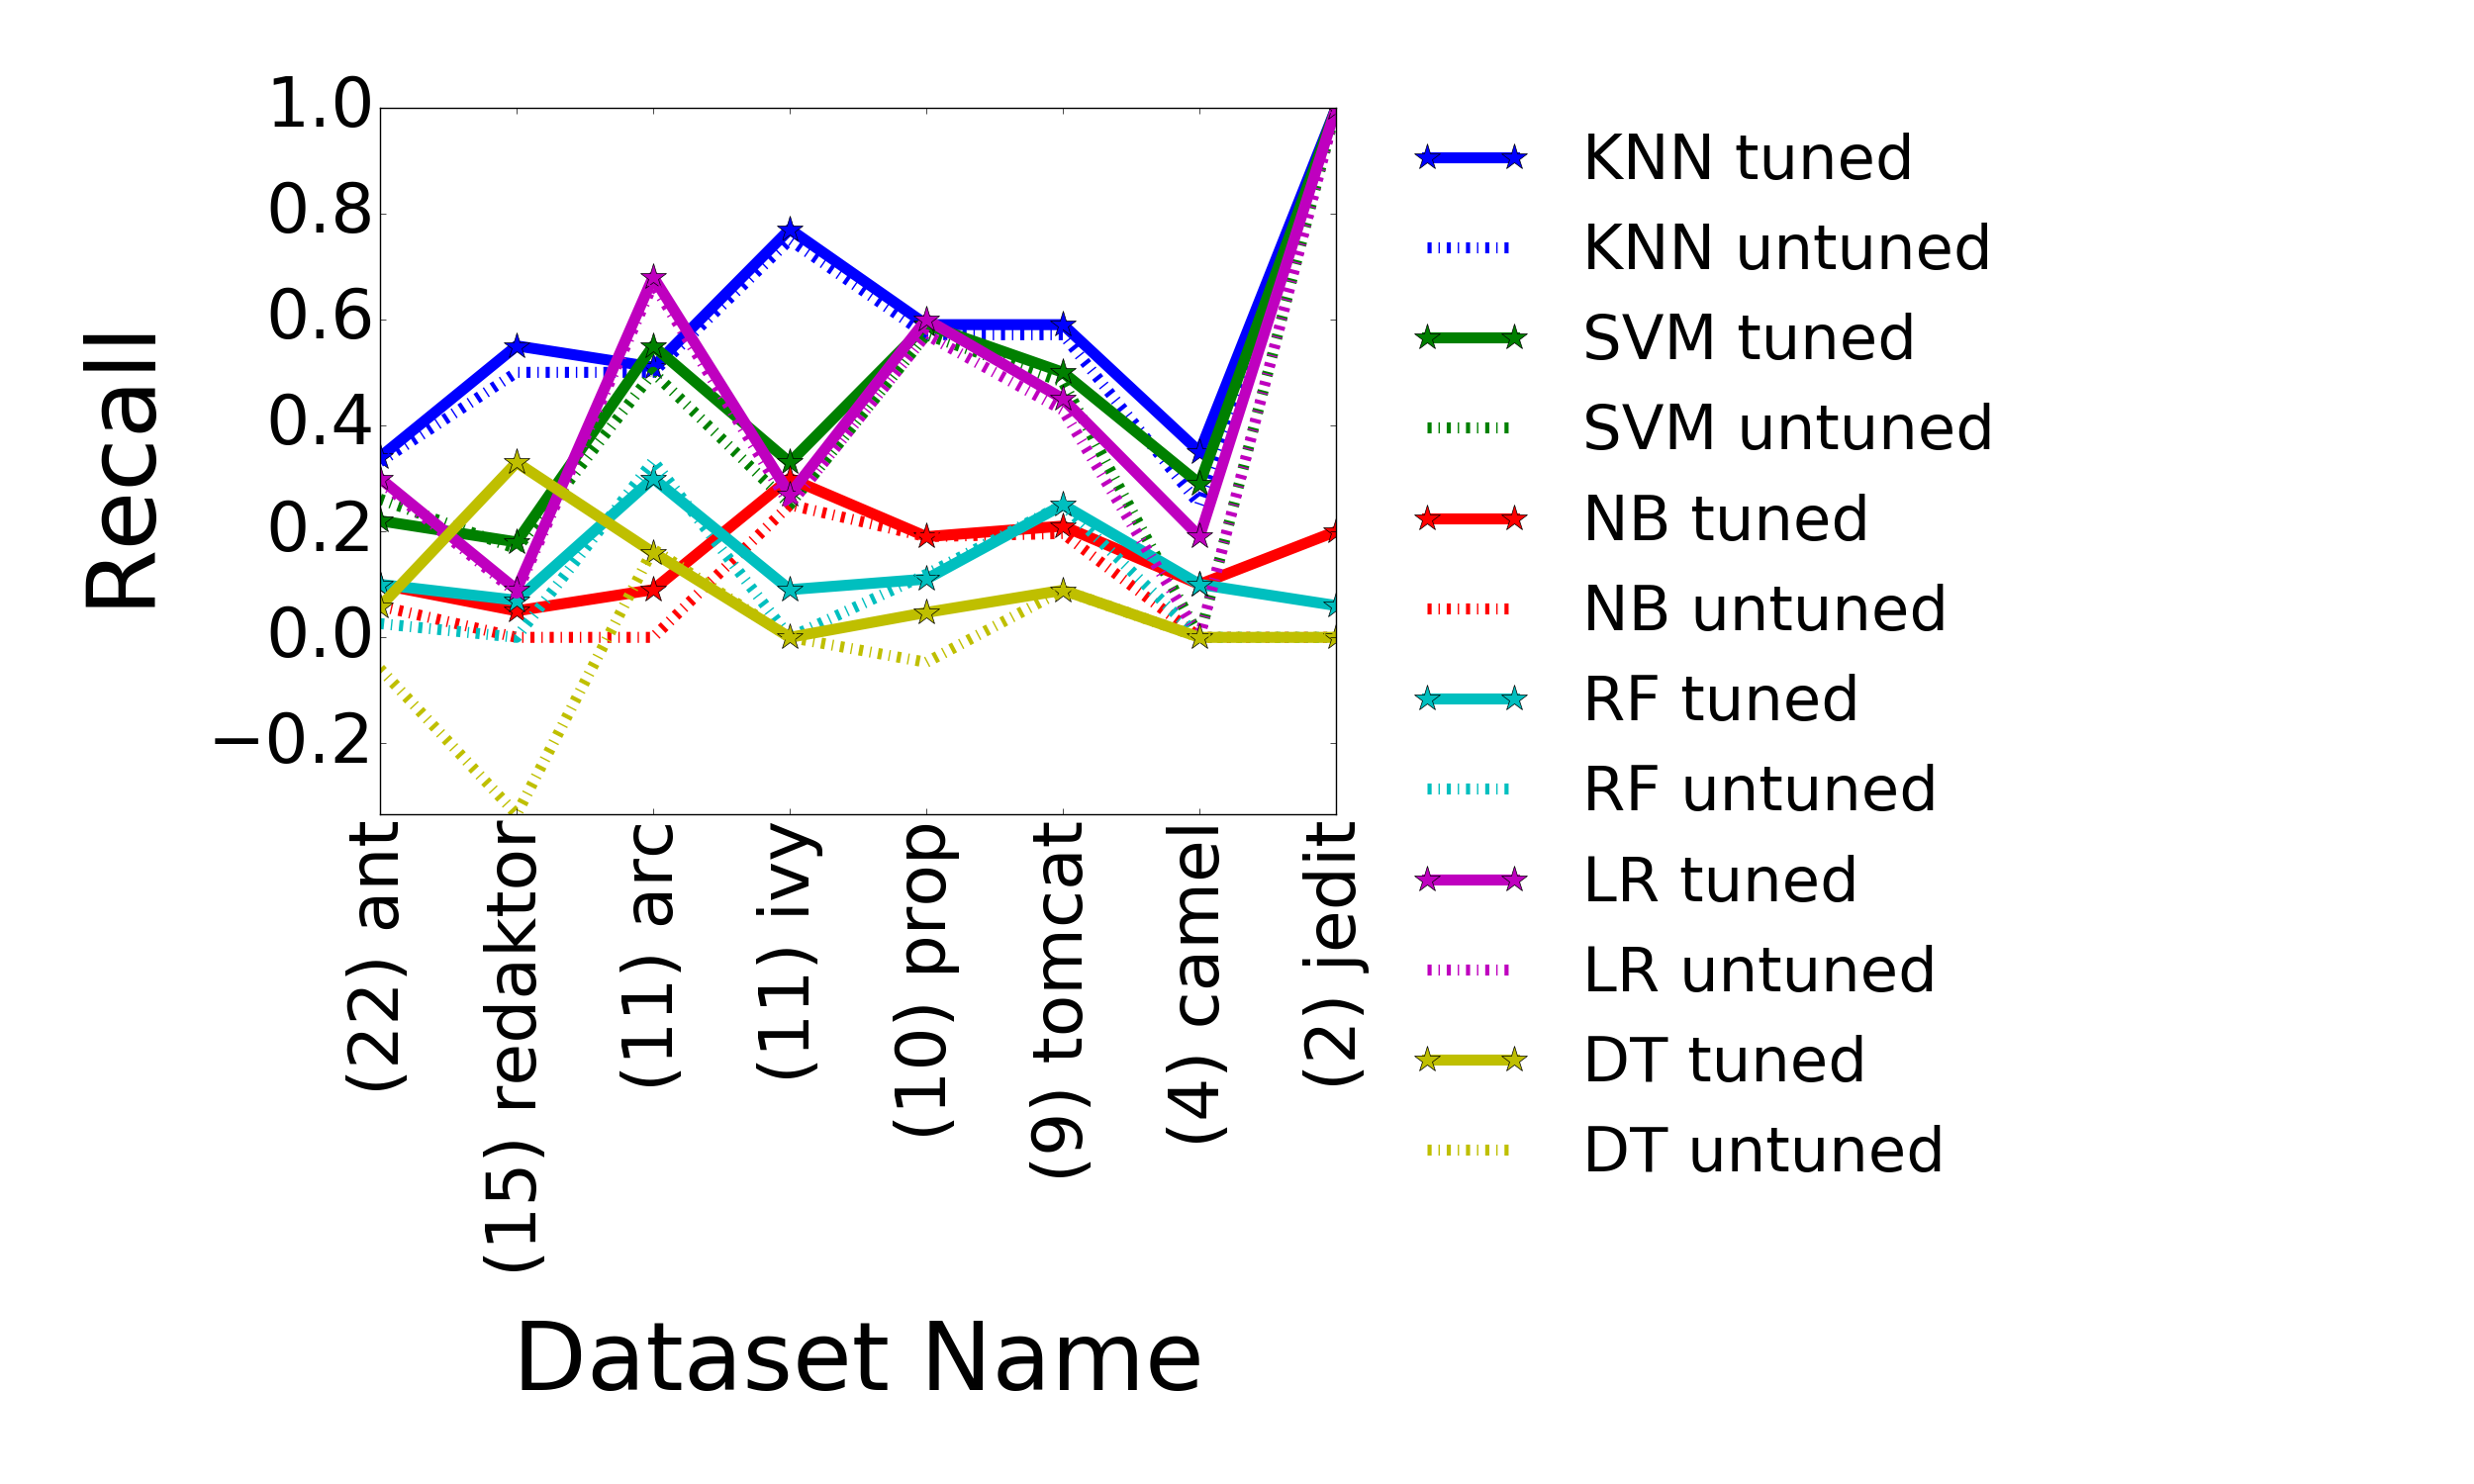 Recall
1.0
0.8
0.6
0.4
0.2
0.0
−0.2
(22) ant
(15) redaktor
(11) arc
(11) ivy
(10) prop
(9) tomcat
(4) camel
(2) jedit
Dataset Name
KNN tuned
KNN untuned
SVM tuned
SVM untuned
NB tuned
NB untuned
RF tuned
RF untuned
LR tuned
LR untuned
DT tuned
DT untuned